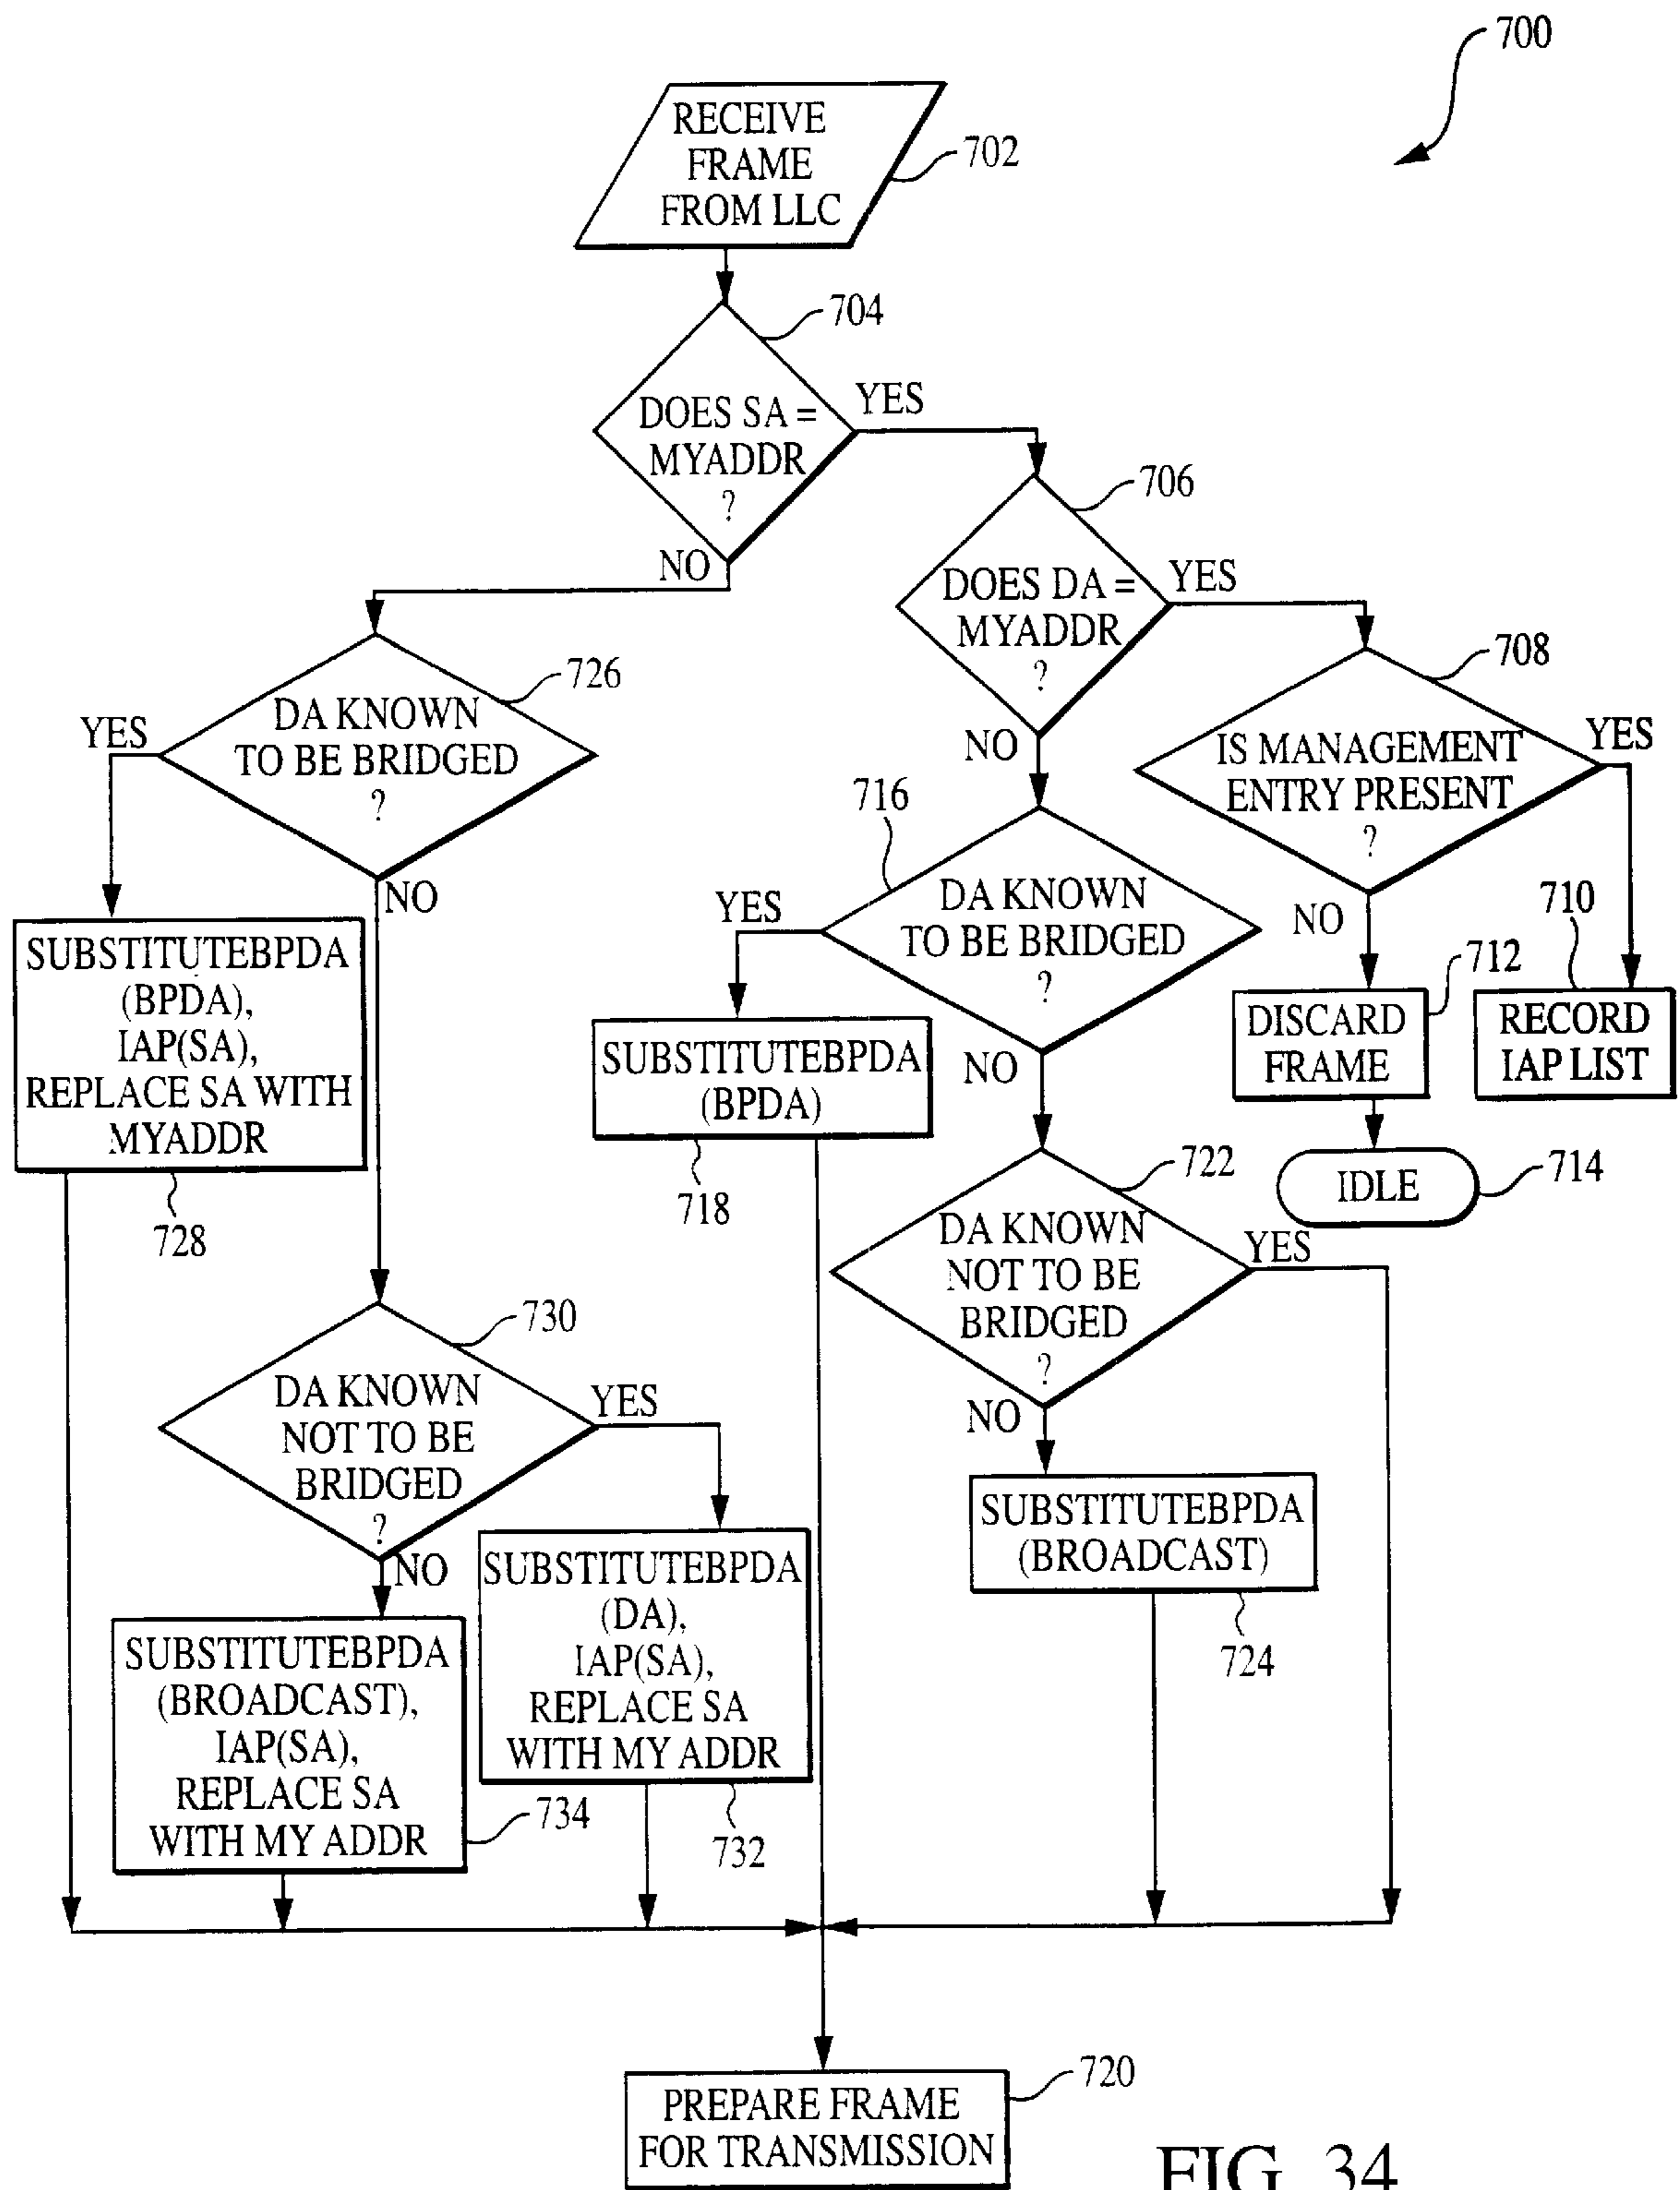 700
RECEIVE
FRAME
FROM LLC
702
704
DOES SA =
MYADDR
?
YES
NO
706
DOES DA =
MYADDR
?
YES
NO
708
IS MANAGEMENT
ENTRY PRESENT
?
YES
NO
710
RECORD
IAP LIST
712
DISCARD
FRAME
IDLE
714
716
DA KNOWN
TO BE BRIDGED
?
YES
NO
SUBSTITUTEBPDA
(BPDA)
718
722
DA KNOWN
NOT TO BE
BRIDGED
?
YES
NO
SUBSTITUTEBPDA
(BROADCAST)
724
726
DA KNOWN
TO BE BRIDGED
?
YES
NO
SUBSTITUTEBPDA
(BPDA),
IAP(SA),
REPLACE SA WITH
MYADDR
728
730
DA KNOWN
NOT TO BE
BRIDGED
?
YES
NO
SUBSTITUTEBPDA
(DA),
IAP(SA),
REPLACE SA
WITH MY ADDR
732
SUBSTITUTEBPDA
(BROADCAST),
IAP(SA),
REPLACE SA
WITH MY ADDR
734
720
PREPARE FRAME
FOR TRANSMISSION
FIG. 34